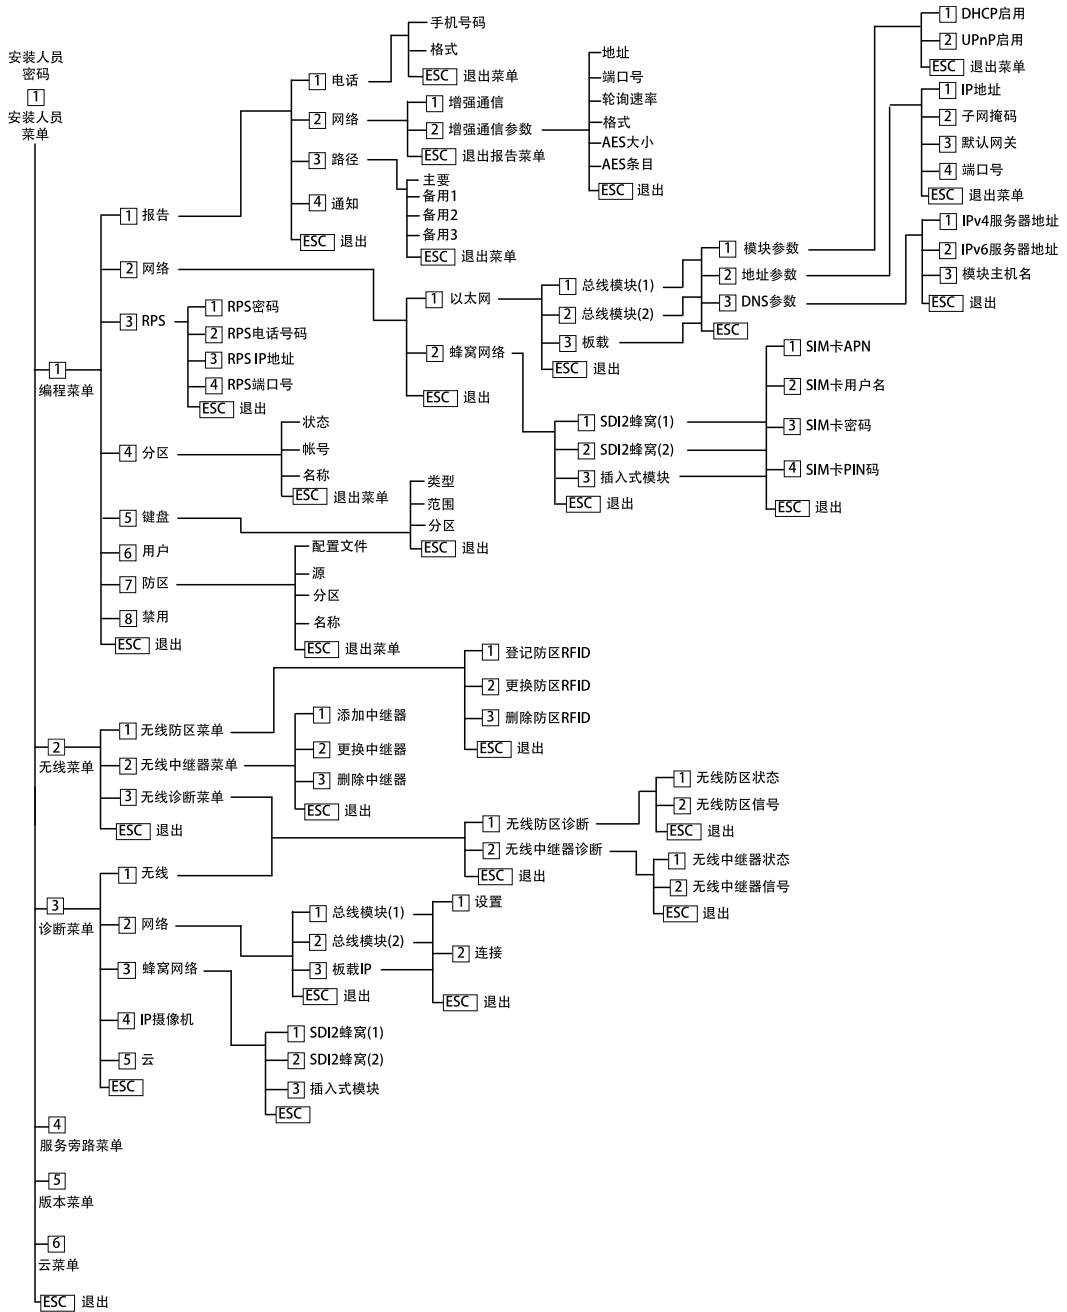 安装人员
密码
1
安装人员
菜单
1
编程菜单
1 报告
1 电话
手机号码
格式
ESC 退出菜单
2 网络
1 增强通信
2 增强通信参数
地址
端口号
轮询速率
格式
AES大小
AES条目
ESC 退出
ESC 退出报告菜单
3 路径
主要
备用1
备用2
备用3
ESC 退出菜单
4 通知
ESC 退出
2 网络
1 以太网
1 总线模块(1)
2 总线模块(2)
3 板载
ESC 退出
1 模块参数
1 DHCP启用
2 UPnP启用
ESC 退出菜单
2 地址参数
1 IP地址
2 子网掩码
3 默认网关
4 端口号
ESC 退出菜单
3 DNS参数
1 IPv4服务器地址
2 IPv6服务器地址
3 模块主机名
ESC 退出
ESC
2 蜂窝网络
1 SDI2蜂窝(1)
2 SDI2蜂窝(2)
3 插入式模块
ESC 退出
1 SIM卡APN
2 SIM卡用户名
3 SIM卡密码
4 SIM卡PIN码
ESC 退出
ESC 退出
3 RPS
1 RPS密码
2 RPS电话号码
3 RPS IP地址
4 RPS端口号
ESC 退出
4 分区
状态
帐号
名称
ESC 退出菜单
5 键盘
类型
范围
分区
ESC 退出
6 用户
7 防区
配置文件
源
分区
名称
ESC 退出菜单
8 禁用
ESC 退出
2
无线菜单
1 无线防区菜单
1 登记防区RFID
2 更换防区RFID
3 删除防区RFID
ESC 退出
2 无线中继器菜单
1 添加中继器
2 更换中继器
3 删除中继器
ESC 退出
3 无线诊断菜单
ESC 退出
1 无线防区诊断
1 无线防区状态
2 无线防区信号
ESC 退出
2 无线中继器诊断
1 无线中继器状态
2 无线中继器信号
ESC 退出
ESC 退出
3
诊断菜单
1 无线
2 网络
1 总线模块(1)
2 总线模块(2)
3 板载IP
ESC 退出
1 设置
2 连接
ESC 退出
3 蜂窝网络
1 SDI2蜂窝(1)
2 SDI2蜂窝(2)
3 插入式模块
ESC
4 IP摄像机
5 云
ESC
4
服务旁路菜单
5
版本菜单
6
云菜单
ESC 退出